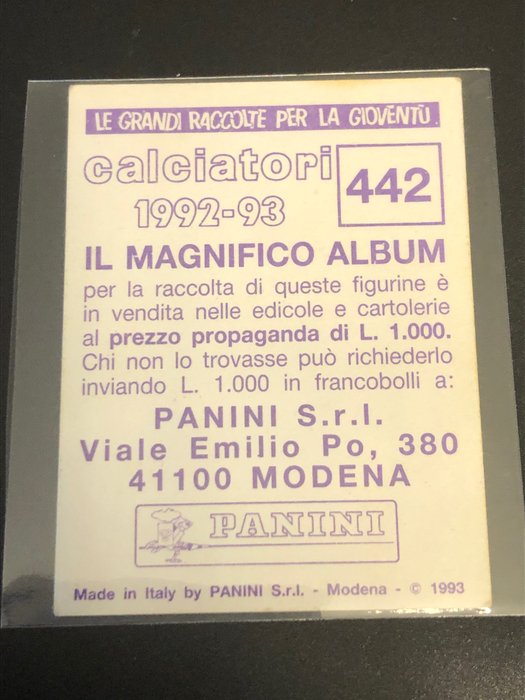 LE GRANDI RACCOLTE PER LA GIOVENTÙ
calciatori
1992-93
442
IL MAGNIFICO ALBUM
per la raccolta di queste figurine è
in vendita nelle edicole e cartolerie
al prezzo propaganda di L. 1.000.
Chi non lo trovasse può richiederlo
inviando L. 1.000 in francobolli a:
PANINI S.r.l.
Viale Emilio Po, 380
41100 MODENA
PANINI
Made in Italy by PANINI S.r.l. - Modena - © 1993